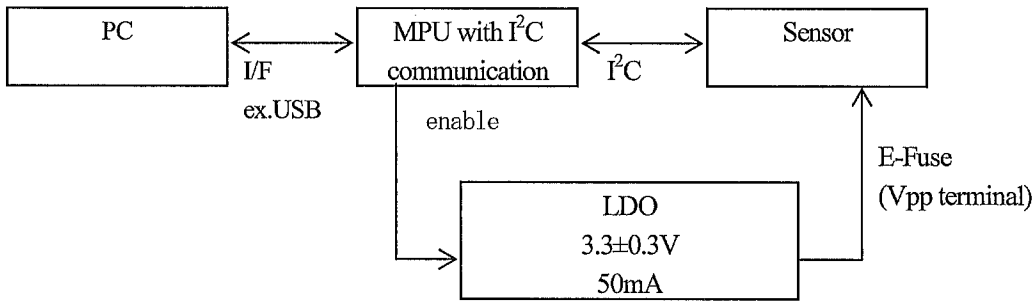 PC
MPU with I²C
communication
Sensor
I/F
ex.USB
I²C
enable
E-Fuse
(Vpp terminal)
LDO
3.3±0.3V
50mA